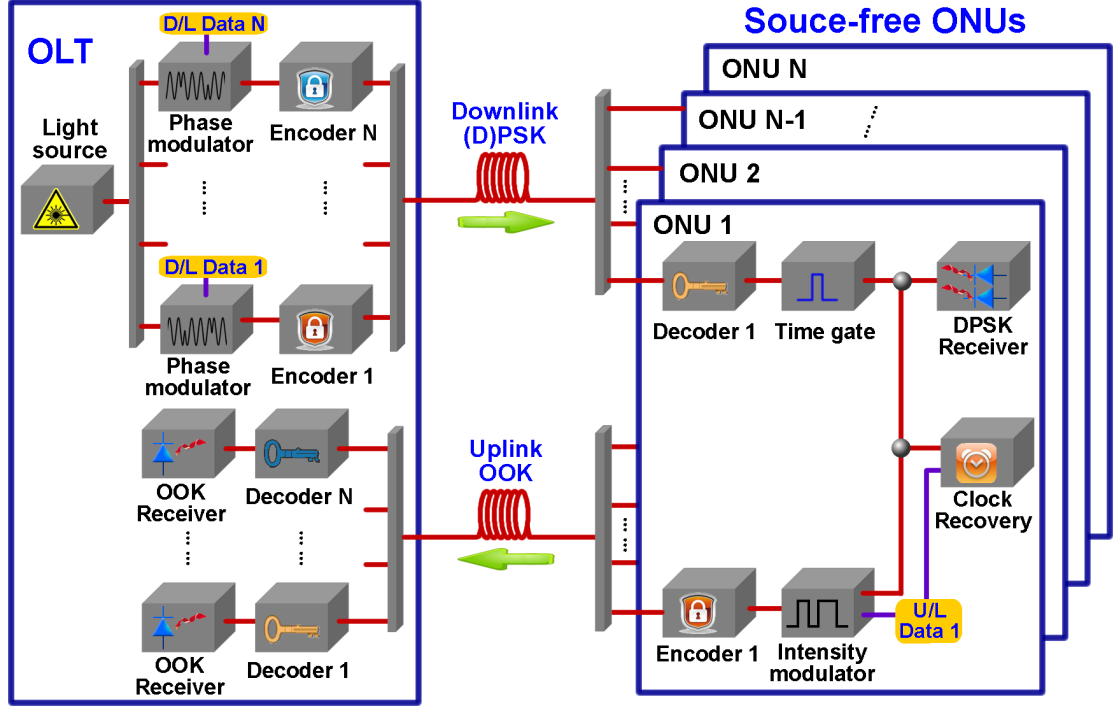 Souce-free ONUs
OLT
D/L Data N
Phase
modulator
Encoder N
Light
source
D/L Data 1
Phase
modulator
Encoder 1
OOK
Receiver
Decoder N
OOK
Receiver
Decoder 1
Downlink
(D)PSK
Uplink
OOK
ONU N
ONU N-1
ONU 2
ONU 1
Decoder 1
Time gate
DPSK
Receiver
Clock
Recovery
U/L
Data 1
Encoder 1
Intensity
modulator